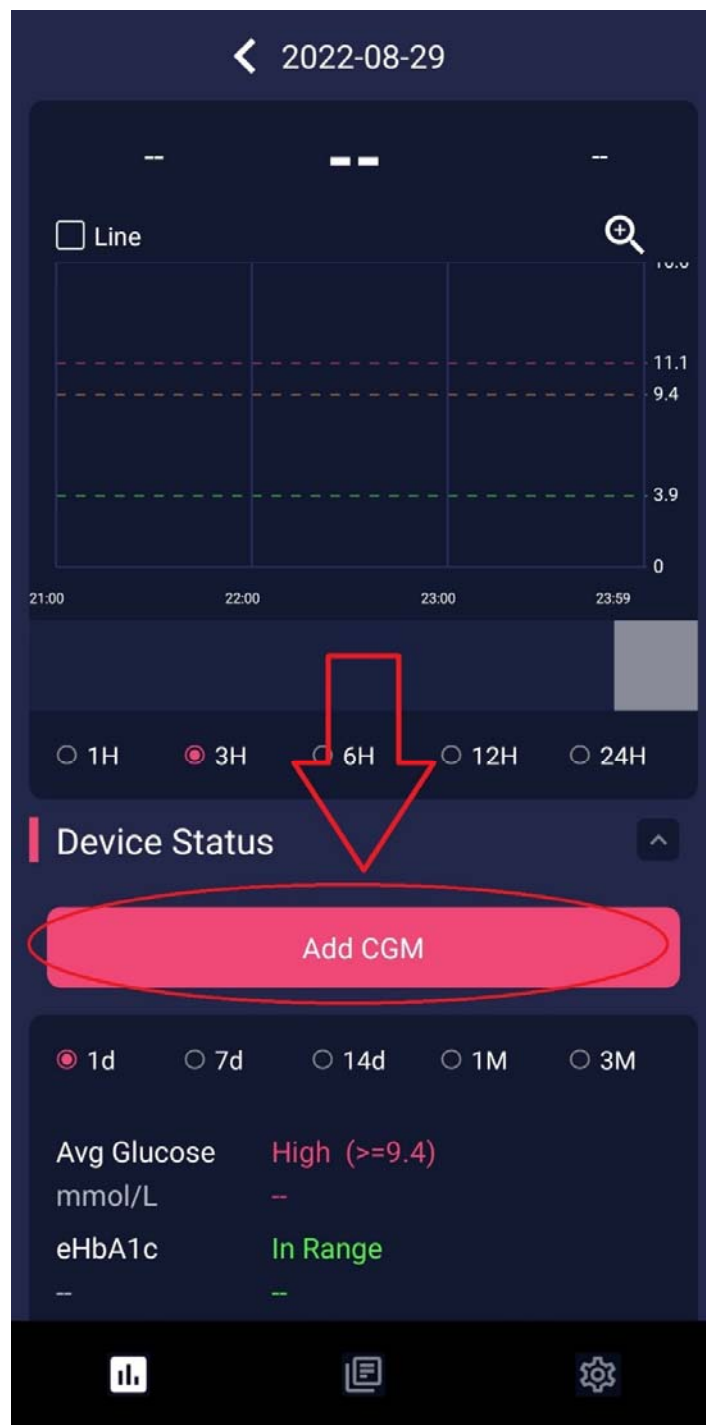 2022-08-29
-- -- --
Line
11.1
9.4
3.9
0
21:00 22:00 23:00 23:59
1H 3H 6H 12H 24H
Device Status
Add CGM
1d 7d 14d 1M 3M
Avg Glucose High (>=9.4)
mmol/L --
eHbA1c In Range
-- --